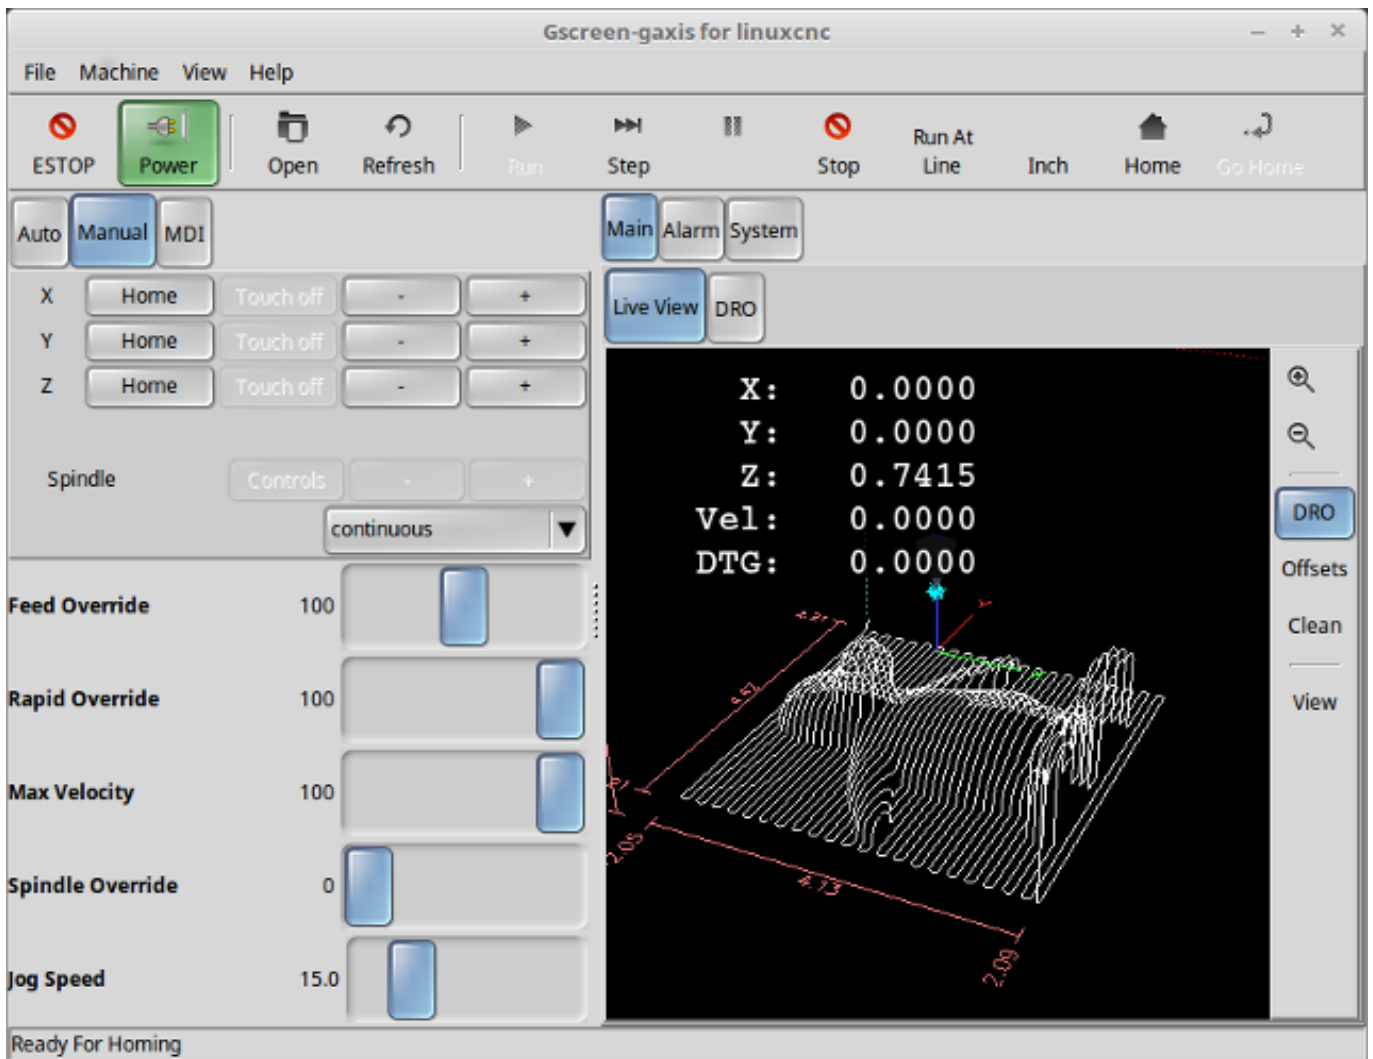 Gscreen-gaxis for linuxcnc
File Machine View Help
ESTOP Power Open Refresh Run Step Stop Run At Line Inch Home Go Home
Auto Manual MDI
Main Alarm System
X Home Touch off - +
Y Home Touch off - +
Z Home Touch off - +
Spindle Controls - +
continuous
Live View DRO
X: 0.0000
Y: 0.0000
Z: 0.7415
Vel: 0.0000
DTG: 0.0000
DRO
Offsets
Clean
View
4.13
2.09
Feed Override 100
Rapid Override 100
Max Velocity 100
Spindle Override 0
Jog Speed 15.0
Ready For Homing